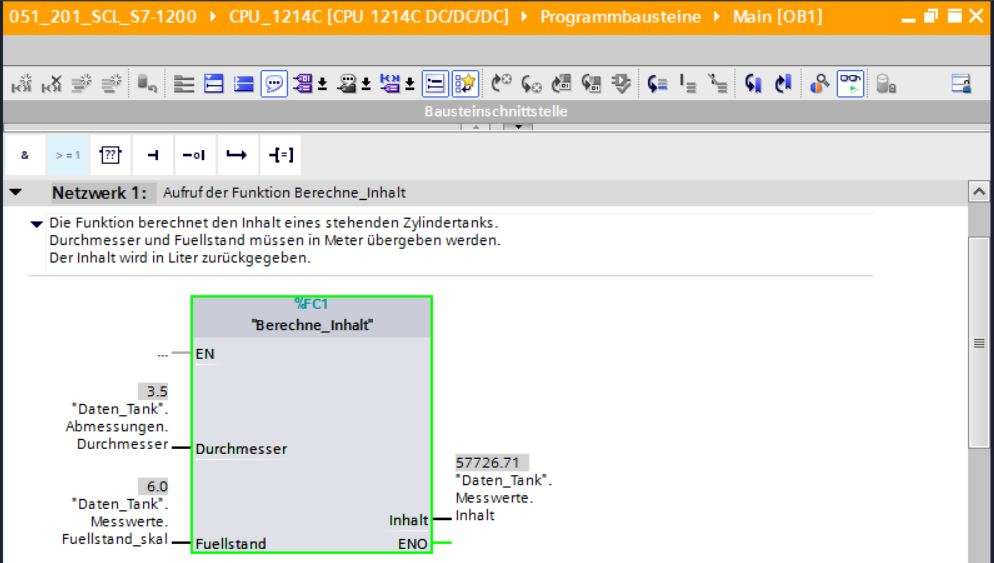 051_201_SCL_S7-1200 ▸ CPU_1214C [CPU 1214C DC/DC/DC] ▸ Programmbausteine ▸ Main [OB1]
Bausteinschnittstelle
& >=1 ??
Netzwerk 1: Aufruf der Funktion Berechne_Inhalt
Die Funktion berechnet den Inhalt eines stehenden Zylindertanks.
Durchmesser und Fuellstand müssen in Meter übergeben werden.
Der Inhalt wird in Liter zurückgegeben.
%FC1
"Berechne_Inhalt"
... EN
3.5
"Daten_Tank".
Abmessungen.
Durchmesser
Durchmesser
6.0
"Daten_Tank".
Messwerte.
Fuellstand_skal
Fuellstand
57726.71
"Daten_Tank".
Messwerte.
Inhalt
Inhalt
ENO